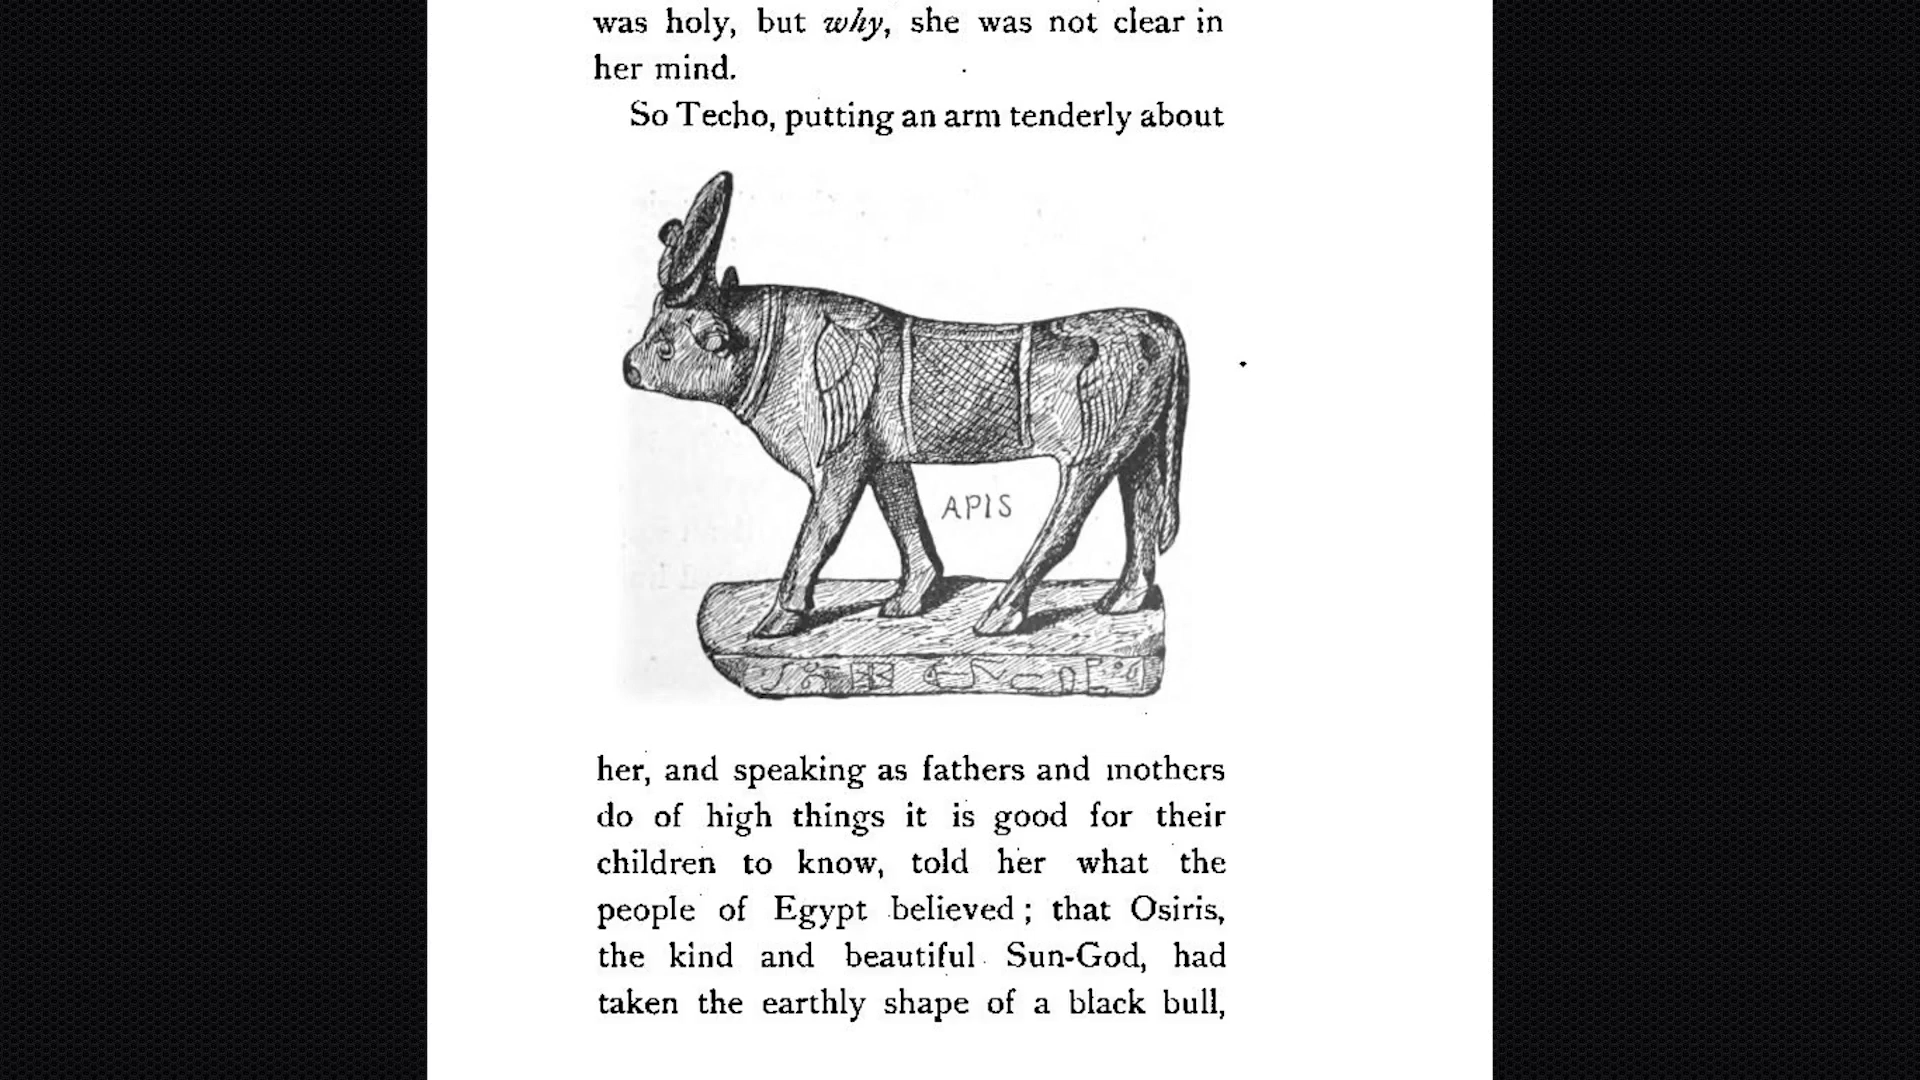 was holy, but why, she was not clear in
her mind.
So Techo, putting an arm tenderly about
APIS
her, and speaking as fathers and mothers
do of high things it is good for their
children to know, told her what the
people of Egypt believed ; that Osiris,
the kind and beautiful Sun-God, had
taken the earthly shape of a black bull,